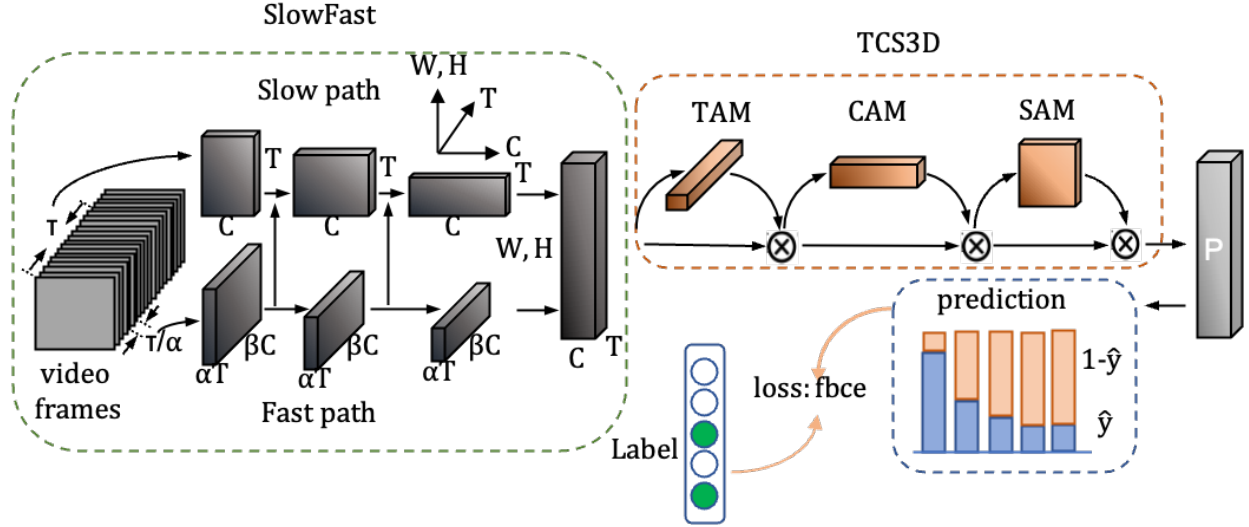 SlowFast
Slow path
W, H
T
C
T
C
T
C
T
C
τ
τ/α
video
frames
αT
βC
αT
βC
αT
βC
Fast path
W, H
C
T
TCS3D
TAM
CAM
SAM
P
prediction
1-ŷ
ŷ
loss: fbce
Label